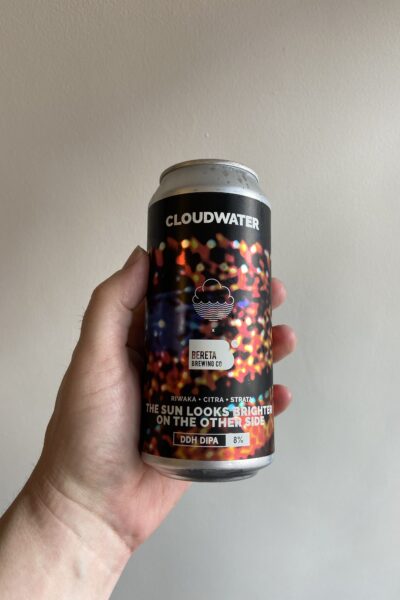 CLOUDWATER
BERETA
BREWING CO
RIWAKA • CITRA • STRATA
THE SUN LOOKS BRIGHTER
ON THE OTHER SIDE
DDH DIPA 8%